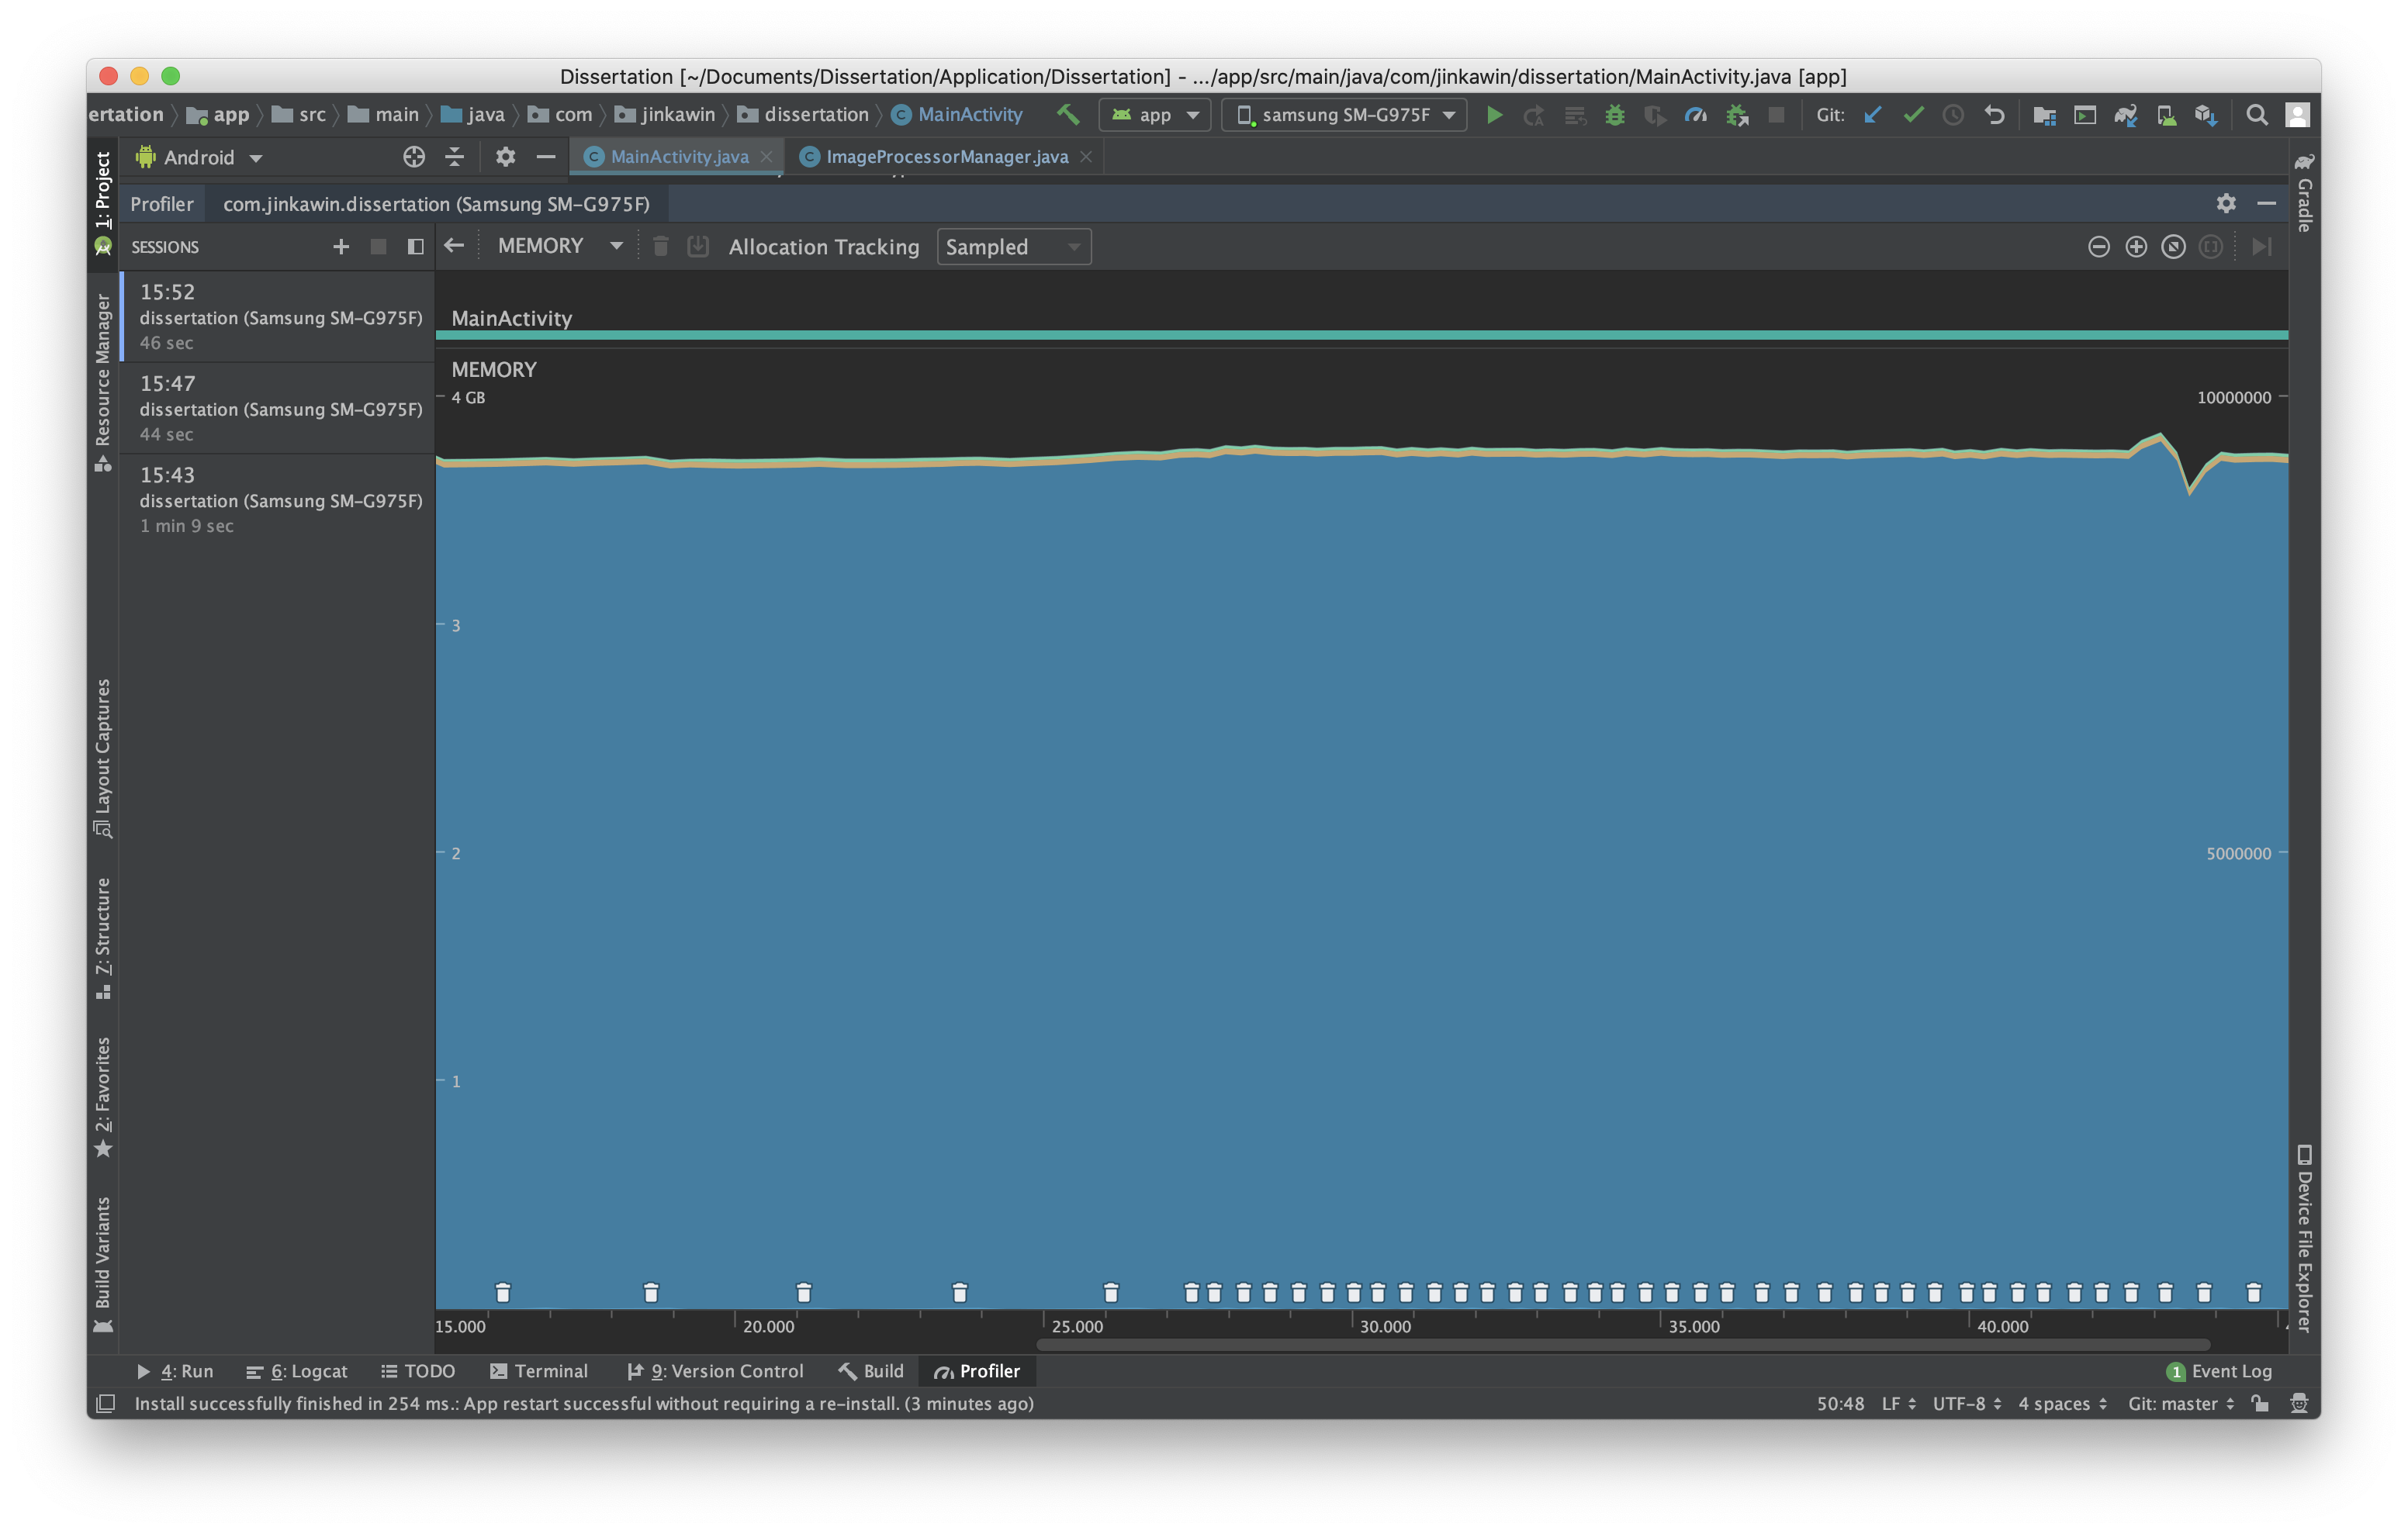 Dissertation [~/Documents/Dissertation/Application/Dissertation] - .../app/src/main/java/com/jinkawin/dissertation/MainActivity.java [app]
ertation app src main java com jinkawin dissertation MainActivity app samsung SM-G975F Git:
Android MainActivity.java ImageProcessorManager.java
Profiler com.jinkawin.dissertation (Samsung SM-G975F)
SESSIONS MEMORY Allocation Tracking Sampled
15:52
dissertation (Samsung SM-G975F)
46 sec
15:47
dissertation (Samsung SM-G975F)
44 sec
15:43
dissertation (Samsung SM-G975F)
1 min 9 sec
MainActivity
MEMORY
4 GB
10000000
3
2
5000000
1
15.000 20.000 25.000 30.000 35.000 40.000
1: Project
Resource Manager
Layout Captures
7: Structure
2: Favorites
Build Variants
Gradle
Device File Explorer
4: Run 6: Logcat TODO Terminal 9: Version Control Build Profiler 1 Event Log
Install successfully finished in 254 ms.: App restart successful without requiring a re-install. (3 minutes ago) 50:48 LF UTF-8 4 spaces Git: master